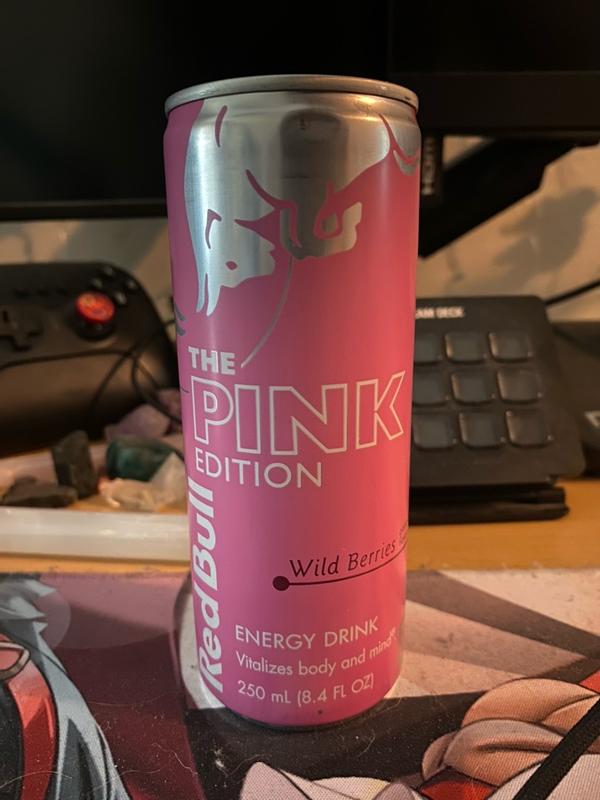 THE
PINK
EDITION
Red Bull
Wild Berries
ENERGY DRINK
Vitalizes body and mind®
250 mL (8.4 FL OZ)